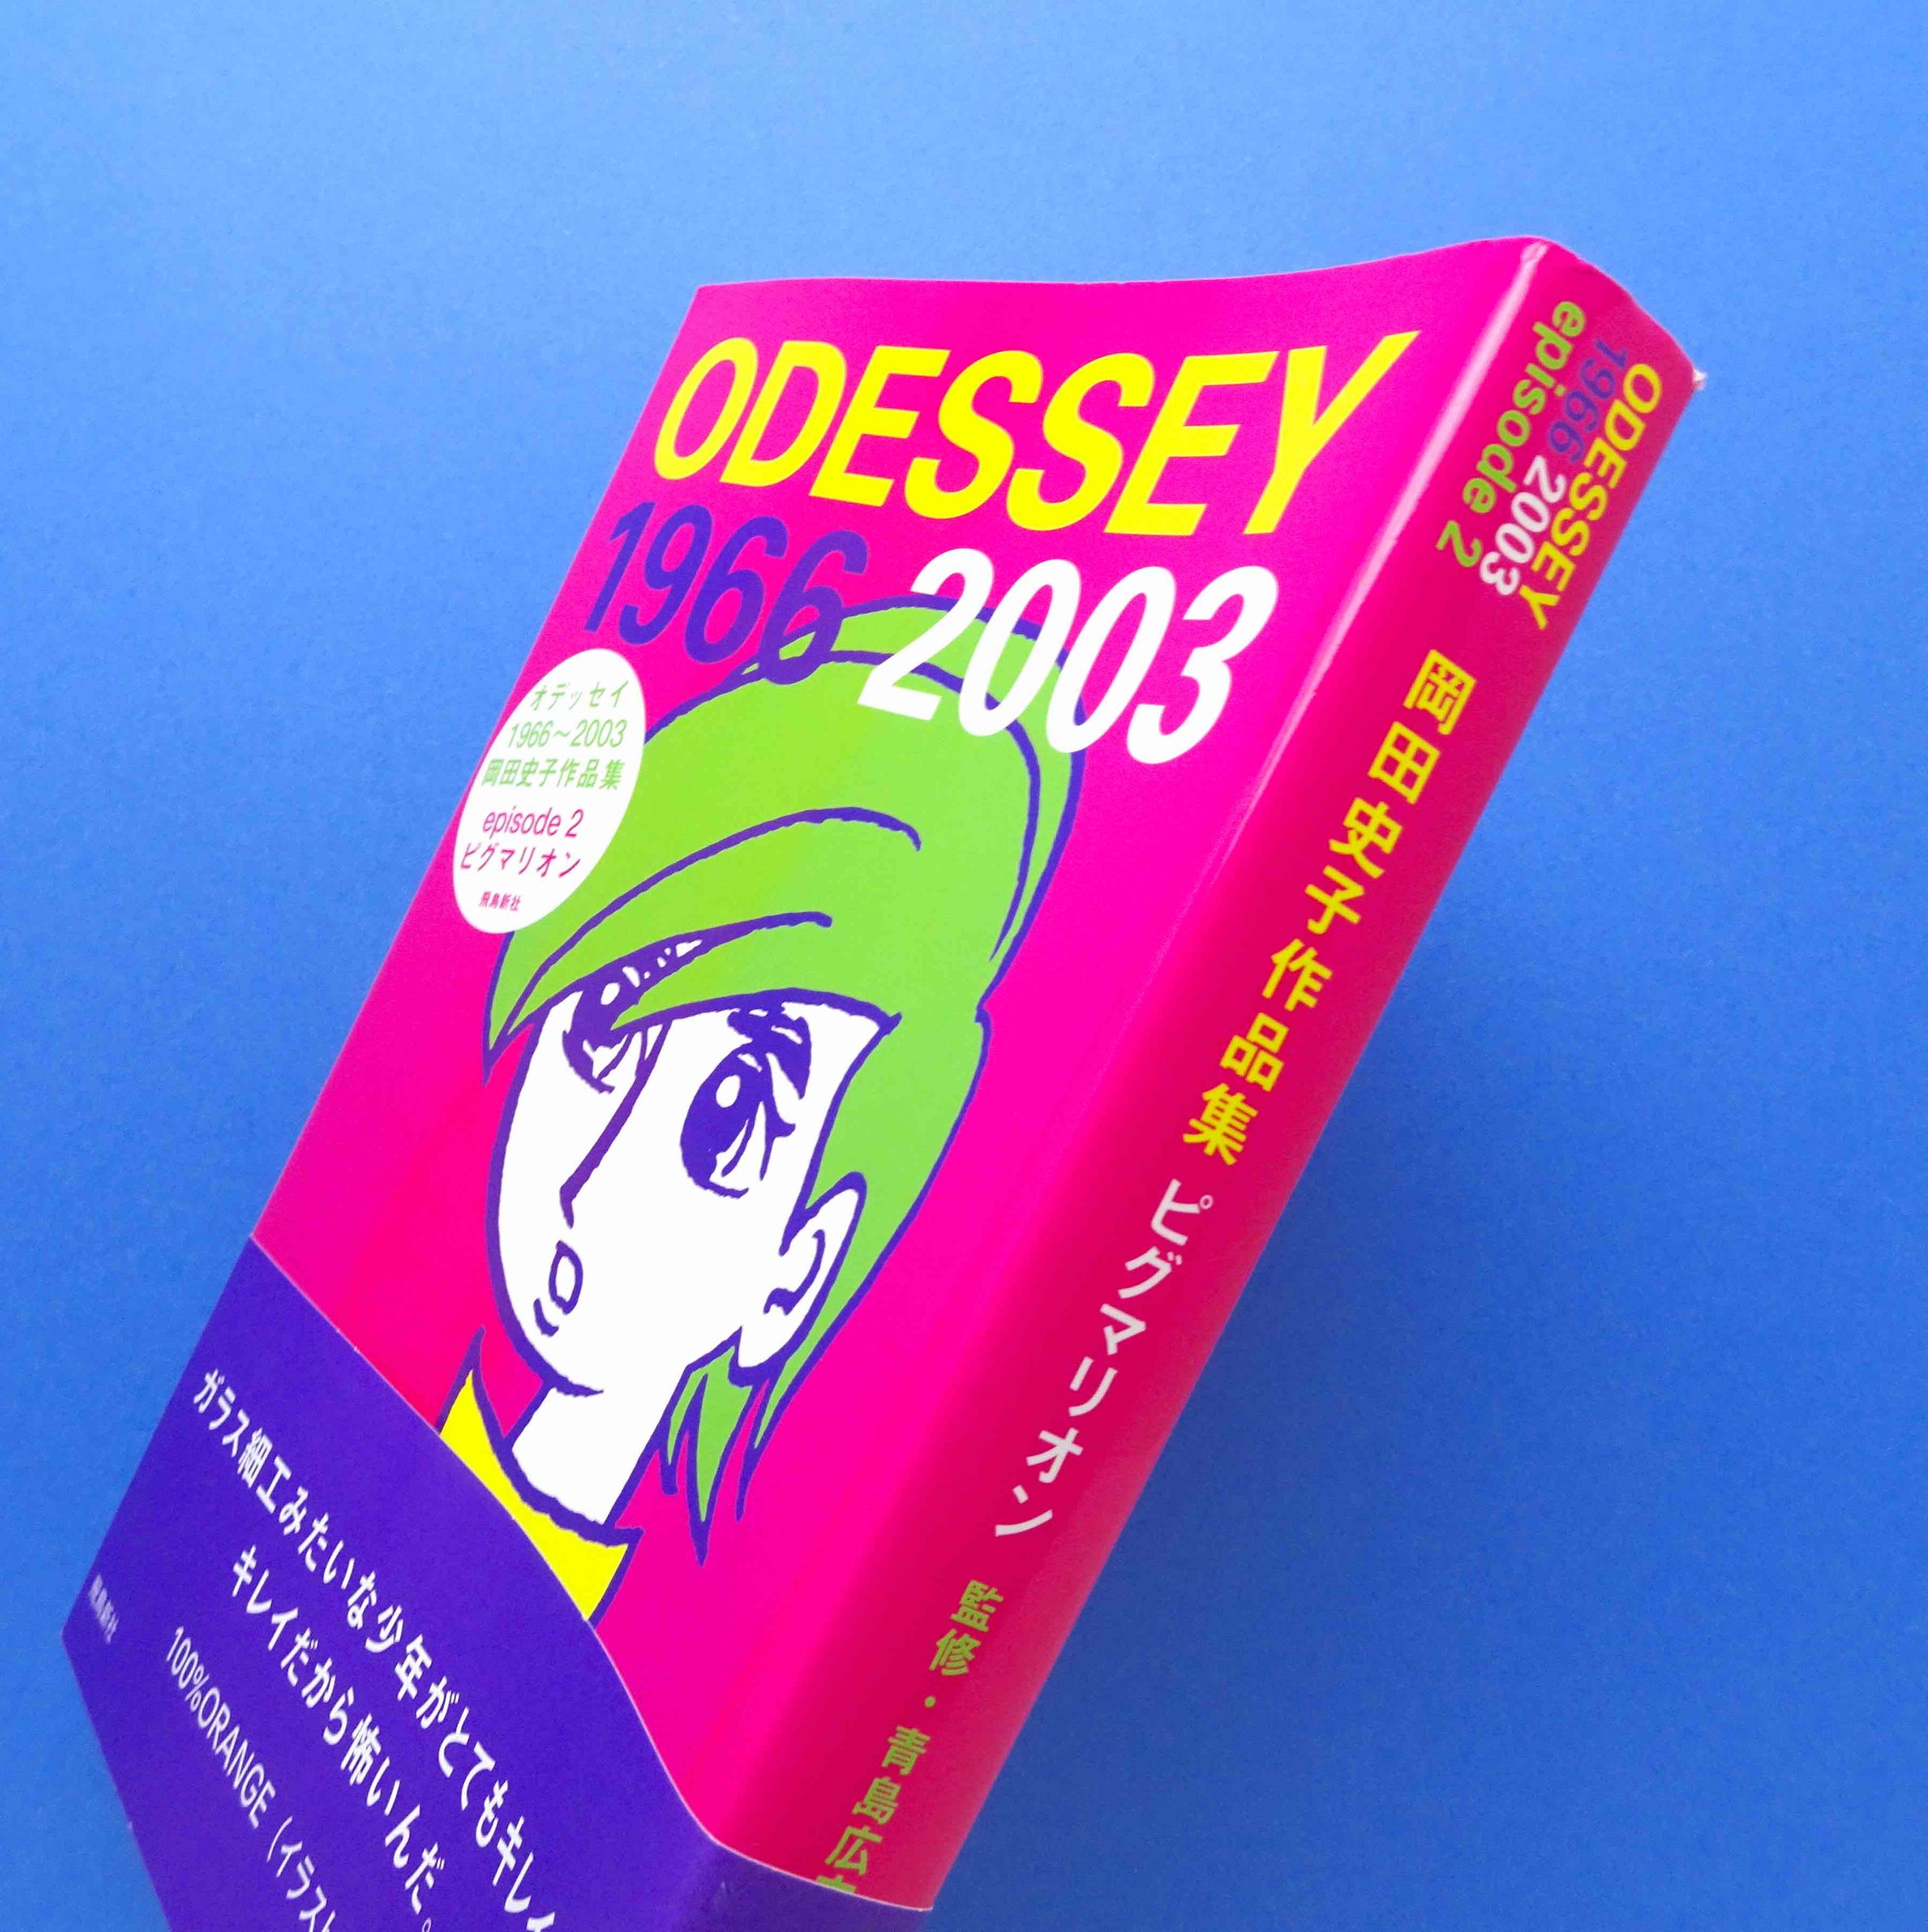 ODESSEY
1966 2003
オデッセイ
1966〜2003
岡田史子作品集
episode 2
ピグマリオン
飛鳥新社
ガラス細工みたいな少年がとてもキレイ
キレイだから怖いんだ。
100%ORANGE（イラスト
飛鳥新社
ODESSEY
1966 2003
episode 2
岡田史子作品集 ピグマリオン 監修・青島広